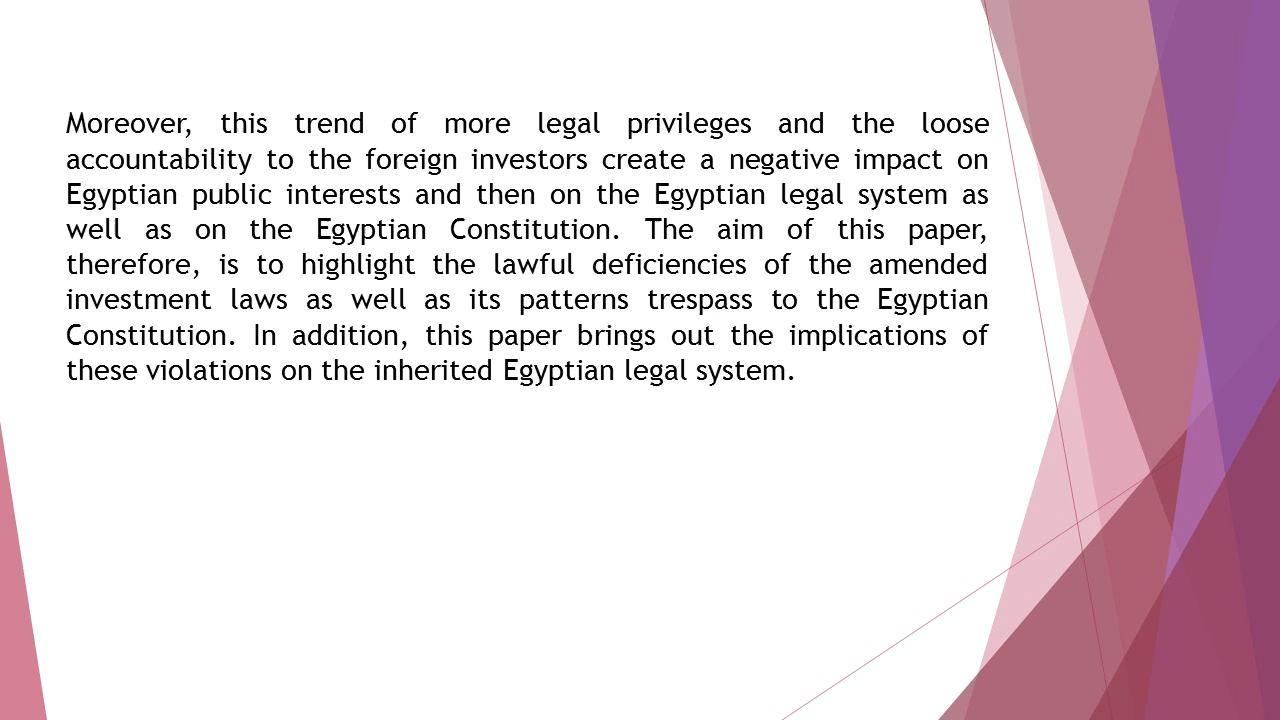 Moreover, this trend of more legal privileges and the loose
accountability to the foreign investors create a negative impact on
Egyptian public interests and then on the Egyptian legal system as
well as on the Egyptian Constitution. The aim of this paper,
therefore, is to highlight the lawful deficiencies of the amended
investment laws as well as its patterns trespass to the Egyptian
Constitution. In addition, this paper brings out the implications of
these violations on the inherited Egyptian legal system.